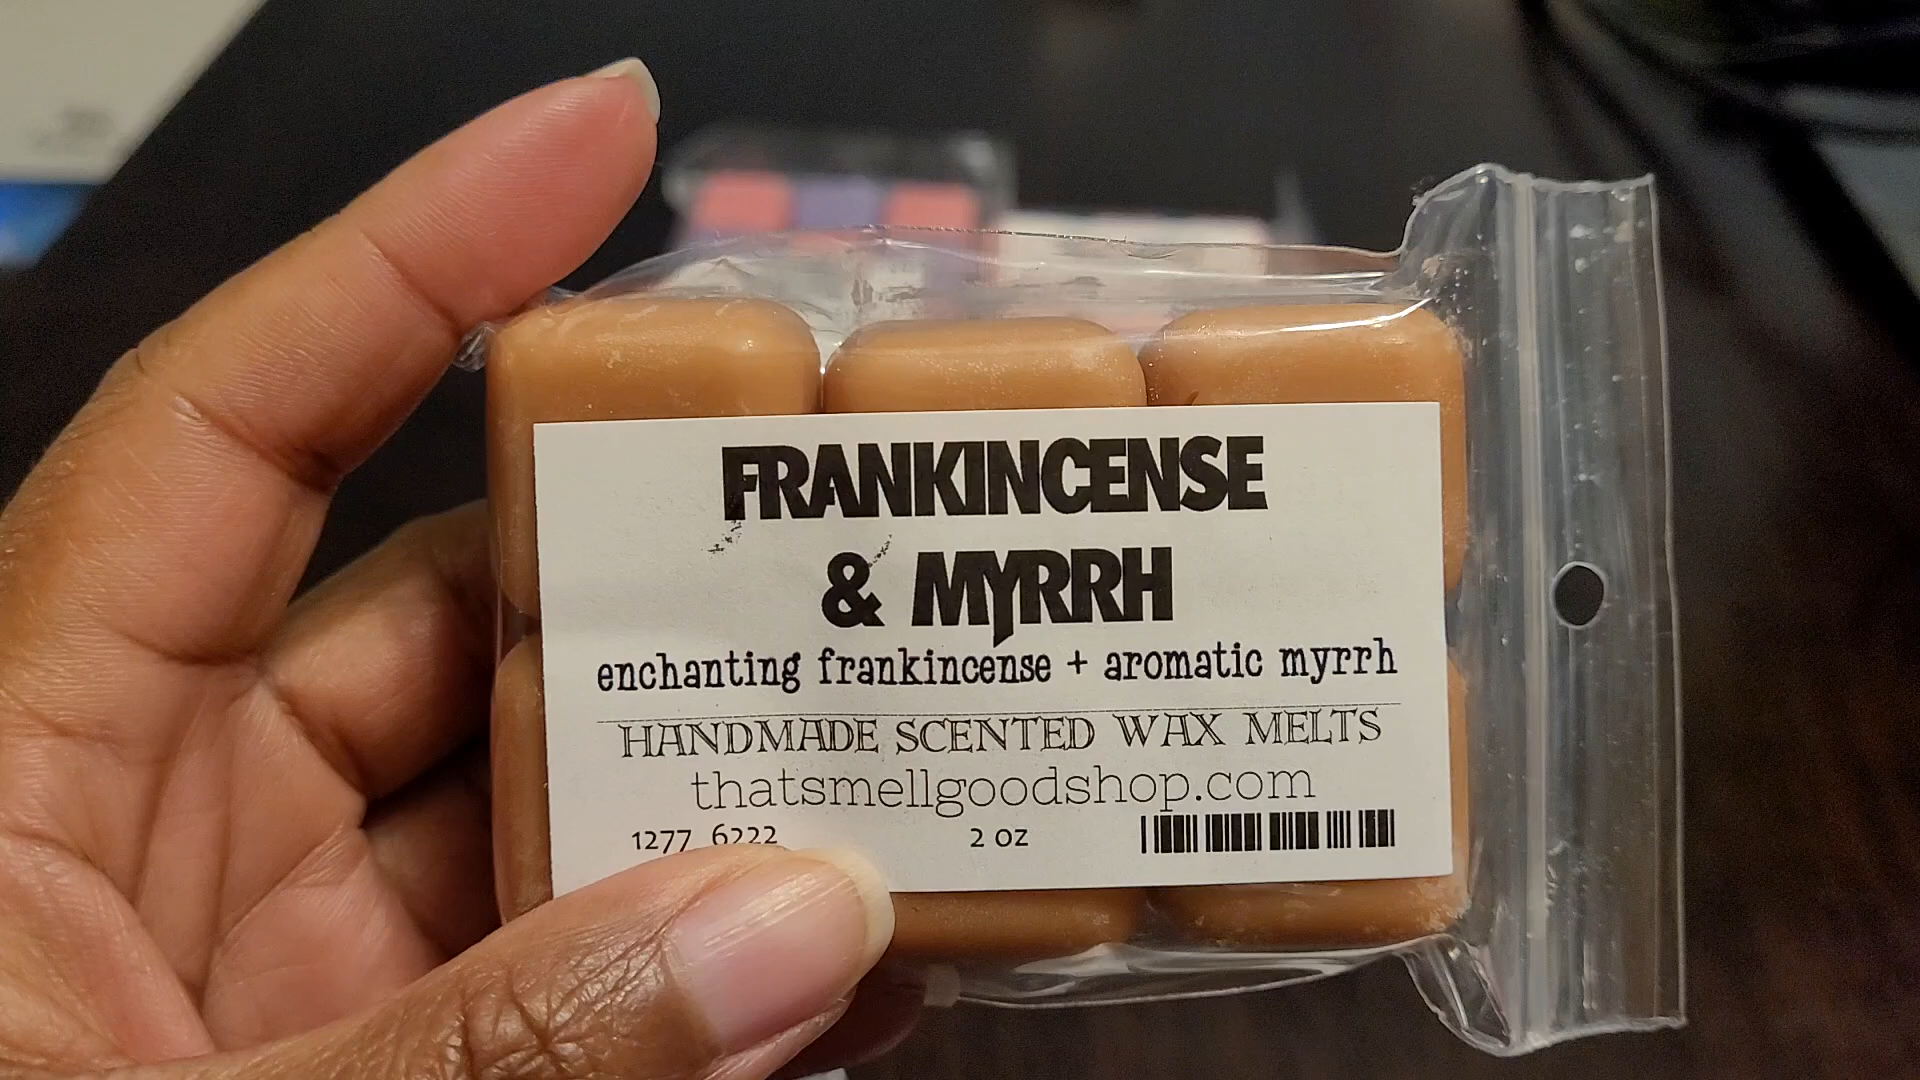 FRANKINCENSE
& MYRRH
enchanting frankincense + aromatic myrrh
HANDMADE SCENTED WAX MELTS
thatsmellgoodshop.com
1277 6222 2 oz